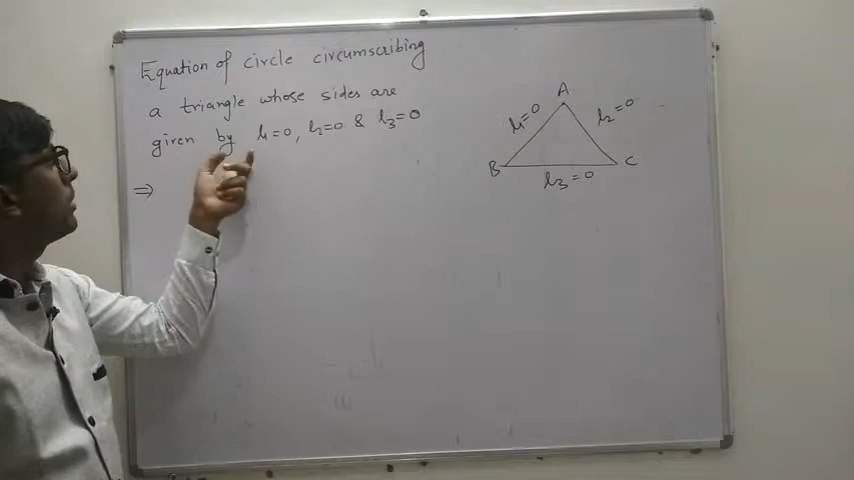 Equation of circle circumscribing
a triangle whose sides are
given by l₁=0, l₂=0 & l₃=0
⇒
A
l₁=0
l₂=0
B
C
l₃=0